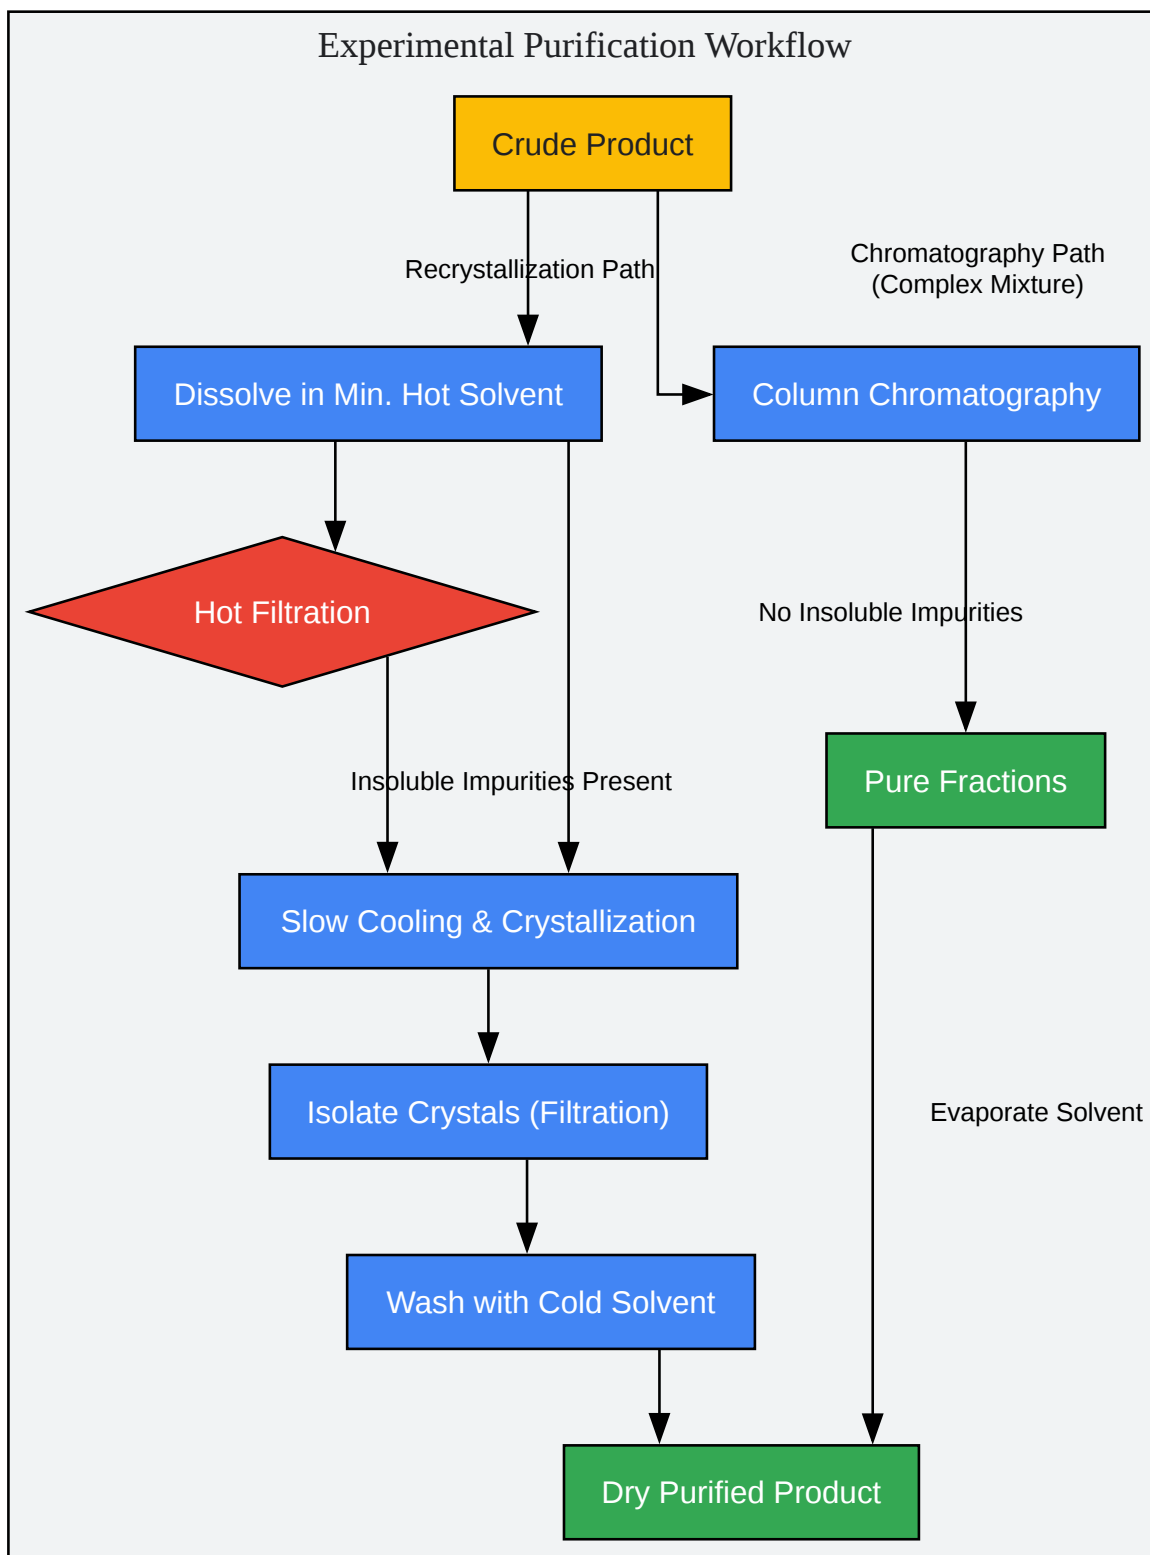 Experimental Purification Workflow
Crude Product
Recrystallization Path
Chromatography Path
(Complex Mixture)
Dissolve in Min. Hot Solvent
Column Chromatography
Hot Filtration
No Insoluble Impurities
Insoluble Impurities Present
Pure Fractions
Slow Cooling & Crystallization
Isolate Crystals (Filtration)
Evaporate Solvent
Wash with Cold Solvent
Dry Purified Product